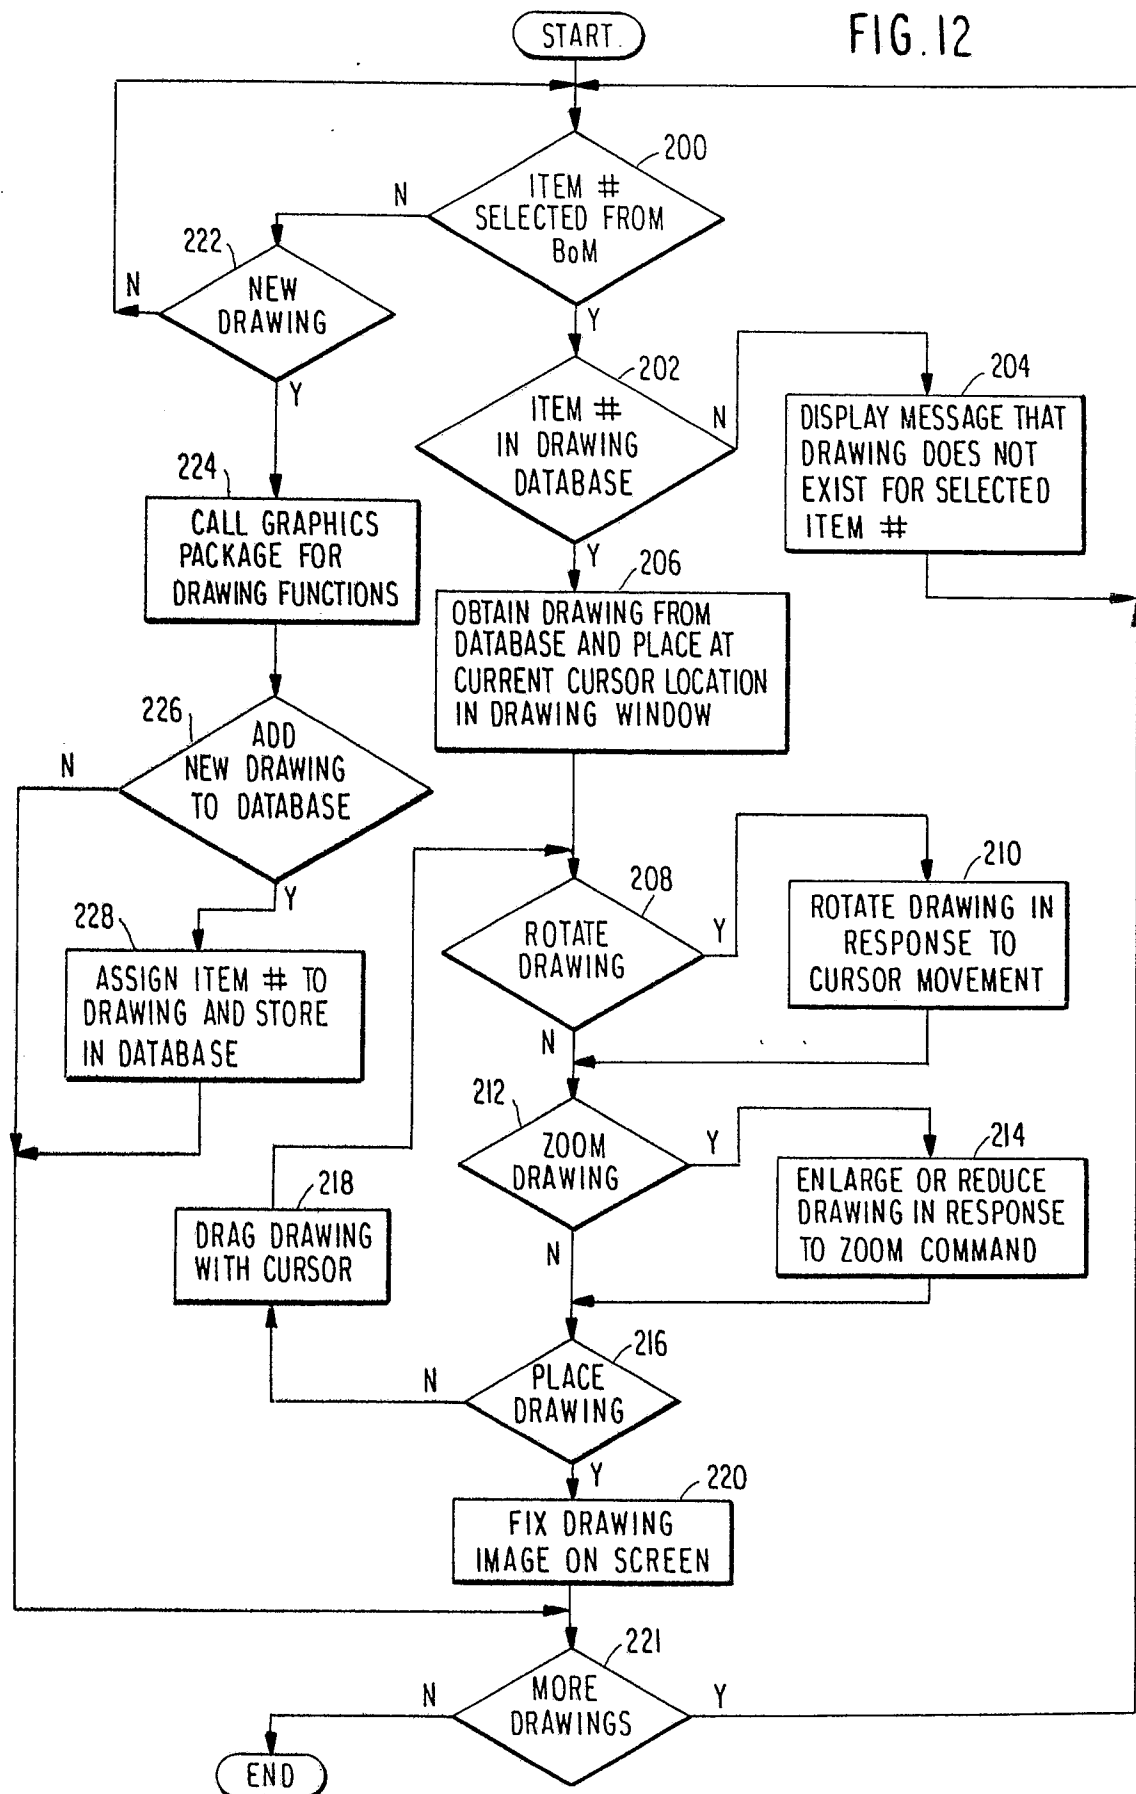 START
FIG. 12
200
ITEM #
SELECTED FROM
BoM
N
Y
222
NEW
DRAWING
N
Y
202
ITEM #
IN DRAWING
DATABASE
N
Y
204
DISPLAY MESSAGE THAT
DRAWING DOES NOT
EXIST FOR SELECTED
ITEM #
224
CALL GRAPHICS
PACKAGE FOR
DRAWING FUNCTIONS
206
OBTAIN DRAWING FROM
DATABASE AND PLACE AT
CURRENT CURSOR LOCATION
IN DRAWING WINDOW
226
ADD
NEW DRAWING
TO DATABASE
N
Y
208
ROTATE
DRAWING
Y
N
210
ROTATE DRAWING IN
RESPONSE TO
CURSOR MOVEMENT
228
ASSIGN ITEM # TO
DRAWING AND STORE
IN DATABASE
212
ZOOM
DRAWING
Y
N
214
ENLARGE OR REDUCE
DRAWING IN RESPONSE
TO ZOOM COMMAND
218
DRAG DRAWING
WITH CURSOR
216
PLACE
DRAWING
N
Y
220
FIX DRAWING
IMAGE ON SCREEN
221
MORE
DRAWINGS
N
Y
END